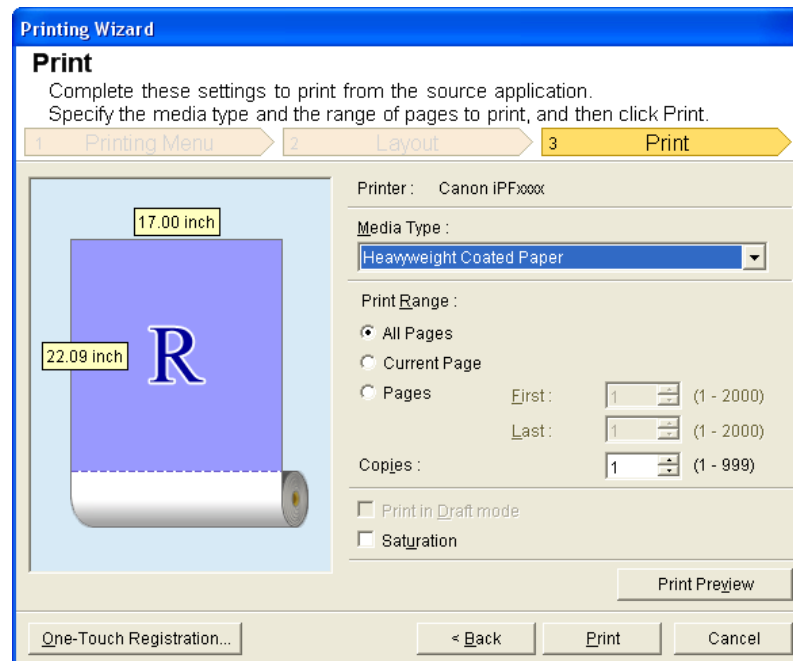 Printing Wizard
Print
Complete these settings to print from the source application.
Specify the media type and the range of pages to print, and then click Print.
1 Printing Menu 2 Layout 3 Print
Printer : Canon iPFxxxx
17.00 inch
Media Type :
Heavyweight Coated Paper
Print Range :
R
All Pages
22.09 inch
Current Page
Pages First : 1 (1 - 2000)
Last : 1 (1 - 2000)
Copies : 1 (1 - 999)
Print in Draft mode
Saturation
Print Preview
One-Touch Registration... < Back Print Cancel